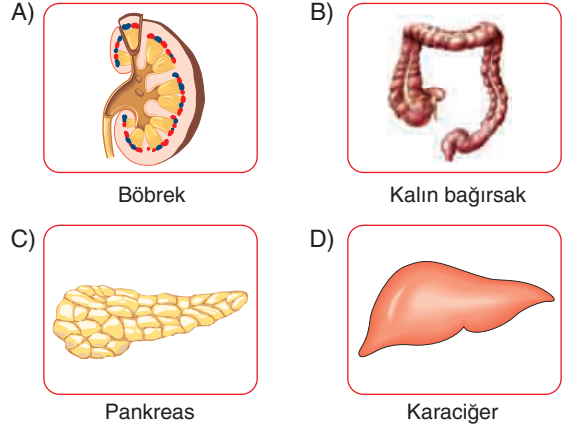 A)
Böbrek
B)
Kalın bağırsak
C)
Pankreas
D)
Karaciğer